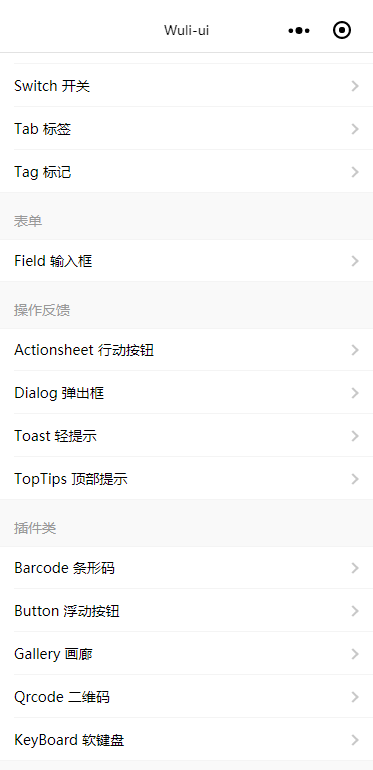 Wuli-ui
Switch 开关
Tab 标签
Tag 标记
表单
Field 输入框
操作反馈
Actionsheet 行动按钮
Dialog 弹出框
Toast 轻提示
TopTips 顶部提示
插件类
Barcode 条形码
Button 浮动按钮
Gallery 画廊
Qrcode 二维码
KeyBoard 软键盘